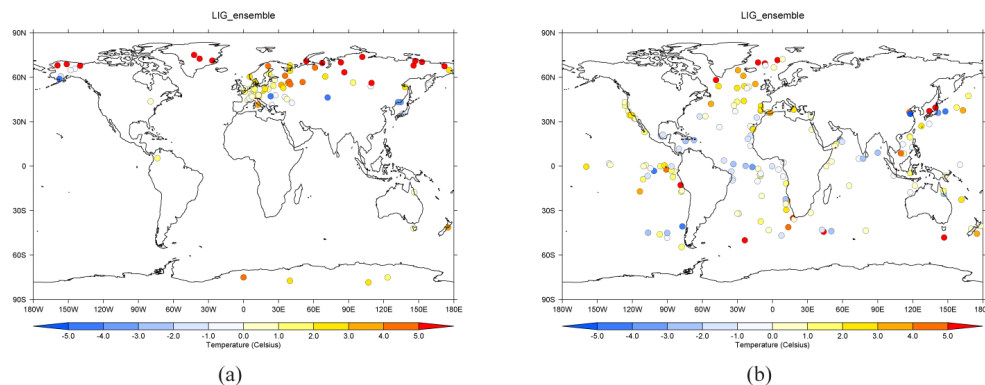 LIG_ensemble
90N
60N
30N
0
30S
60S
90S
180W 150W 120W 90W 60W 30W 0 30E 60E 90E 120E 150E 180E
-5.0 -4.0 -3.0 -2.0 -1.0 0.0 1.0 2.0 3.0 4.0 5.0
Temperature (Celsius)
(a)
LIG_ensemble
90N
60N
30N
0
30S
60S
90S
180W 150W 120W 90W 60W 30W 0 30E 60E 90E 120E 150E 180E
-5.0 -4.0 -3.0 -2.0 -1.0 0.0 1.0 2.0 3.0 4.0 5.0
Temperature (Celsius)
(b)